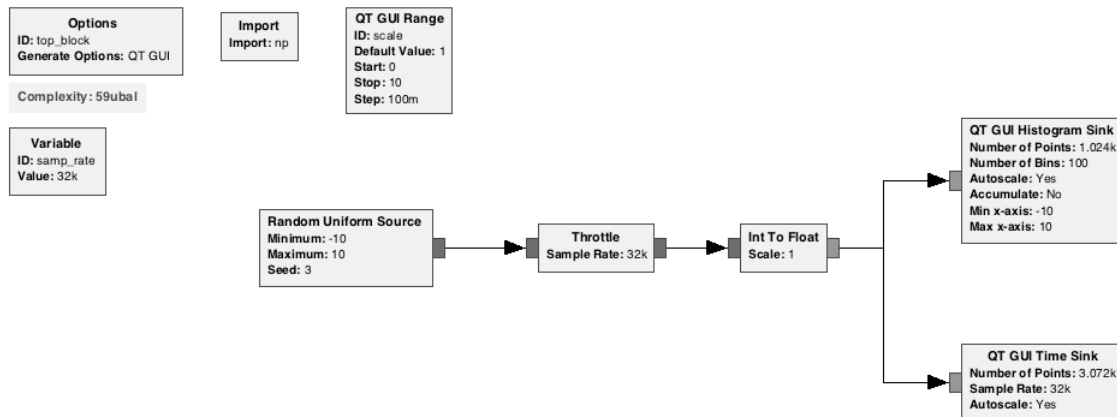 Options
ID: top_block
Generate Options: QT GUI
Complexity: 59ubal
Variable
ID: samp_rate
Value: 32k
Import
Import: np
QT GUI Range
ID: scale
Default Value: 1
Start: 0
Stop: 10
Step: 100m
Random Uniform Source
Minimum: -10
Maximum: 10
Seed: 3
Throttle
Sample Rate: 32k
Int To Float
Scale: 1
QT GUI Histogram Sink
Number of Points: 1.024k
Number of Bins: 100
Autoscale: Yes
Accumulate: No
Min x-axis: -10
Max x-axis: 10
QT GUI Time Sink
Number of Points: 3.072k
Sample Rate: 32k
Autoscale: Yes